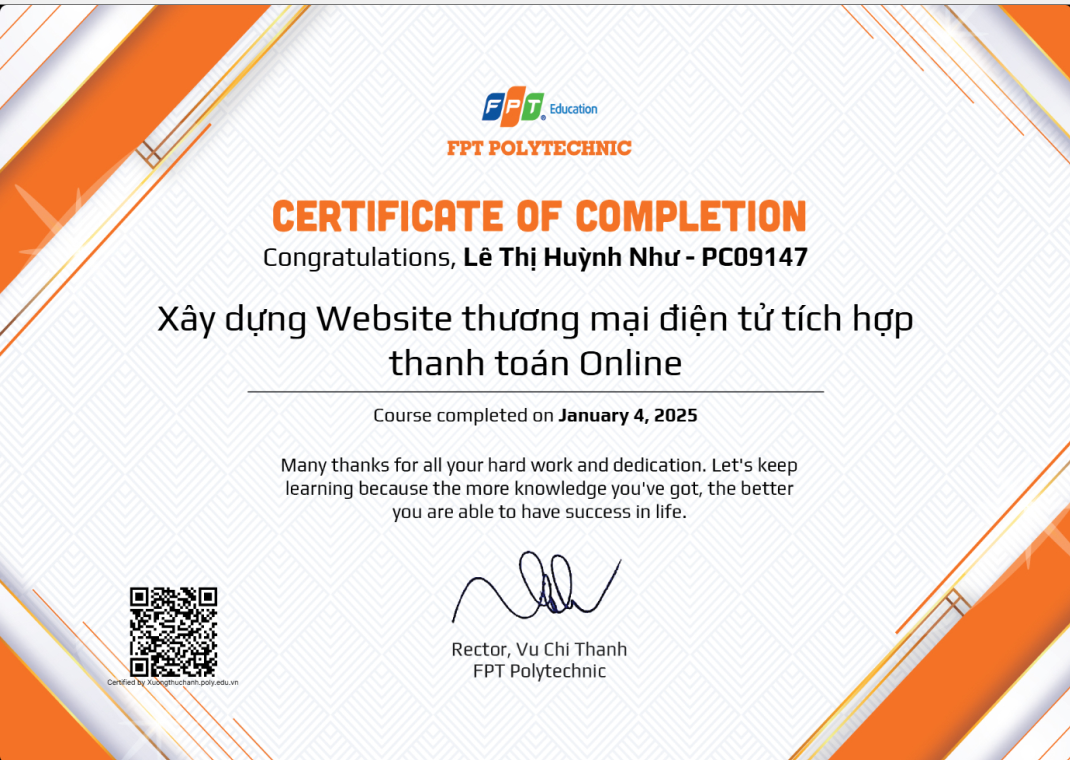 FPT Education
FPT POLYTECHNIC
CERTIFICATE OF COMPLETION
Congratulations, Lê Thị Huỳnh Như - PC09147
Xây dựng Website thương mại điện tử tích hợp
thanh toán Online
Course completed on January 4, 2025
Many thanks for all your hard work and dedication. Let's keep
learning because the more knowledge you've got, the better
you are able to have success in life.
Rector, Vu Chi Thanh
FPT Polytechnic
Certified by Xuongthuchanh.poly.edu.vn